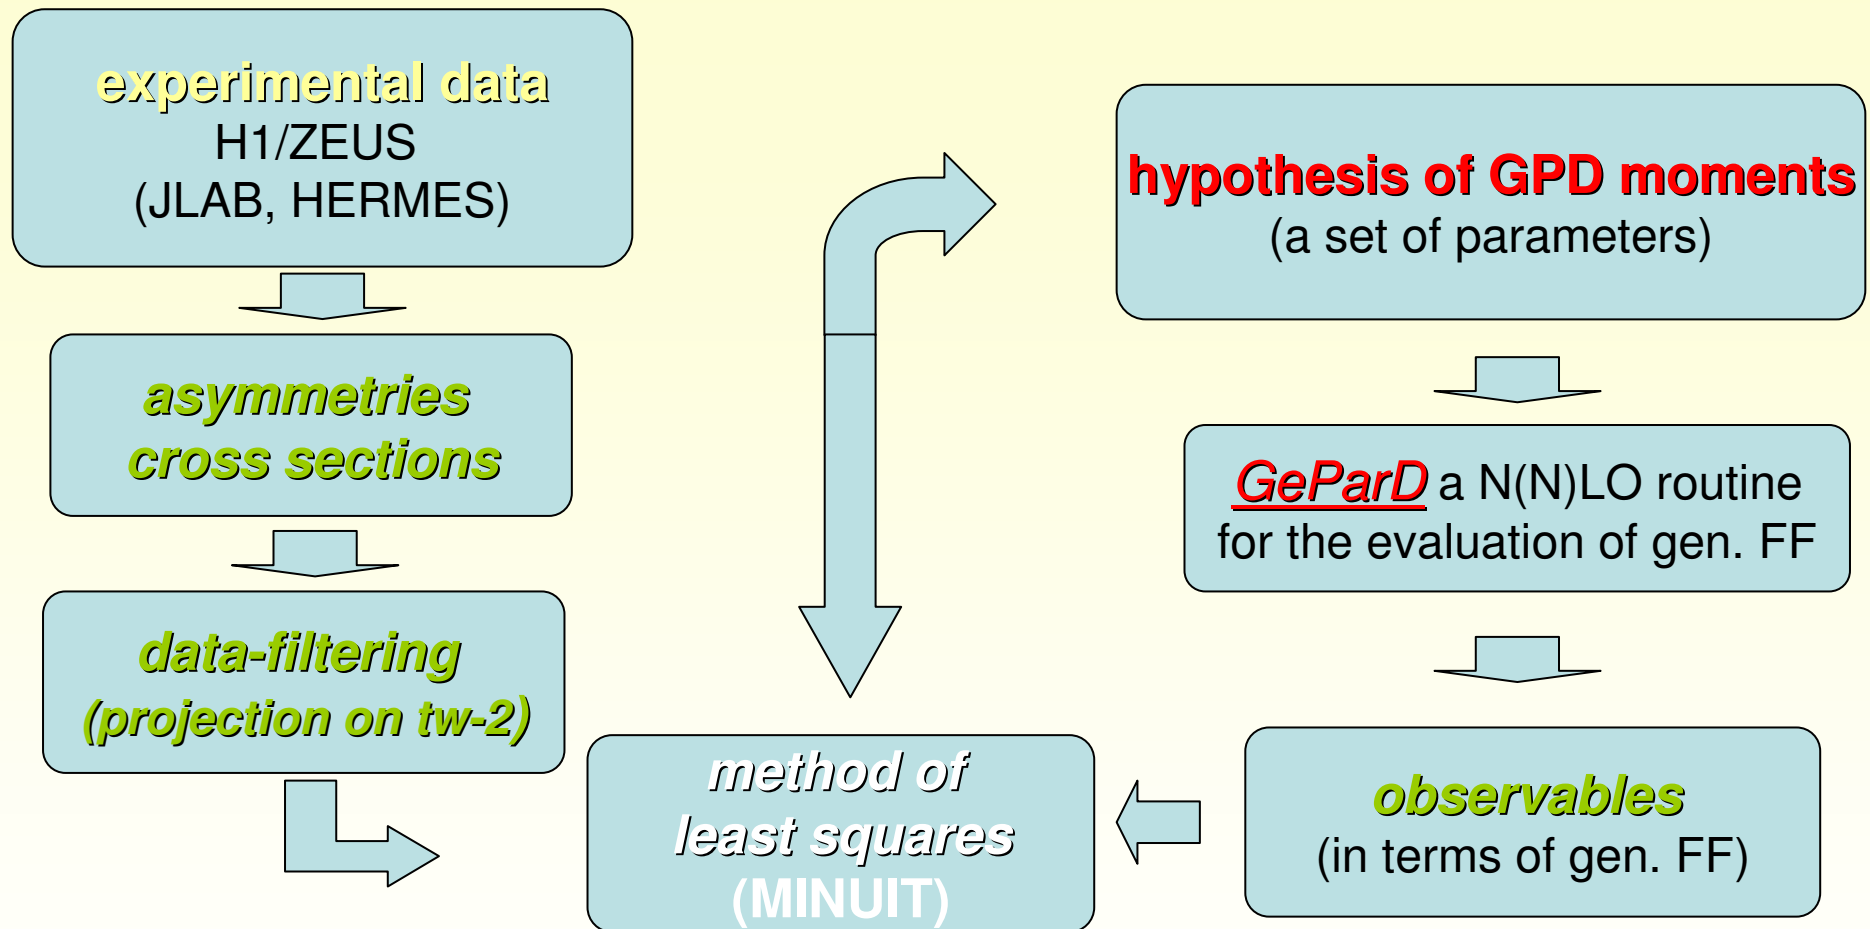 experimental data
H1/ZEUS
(JLAB, HERMES)
asymmetries
cross sections
data-filtering
(projection on tw-2)
method of
least squares
(MINUIT)
hypothesis of GPD moments
(a set of parameters)
GeParD a N(N)LO routine
for the evaluation of gen. FF
observables
(in terms of gen. FF)